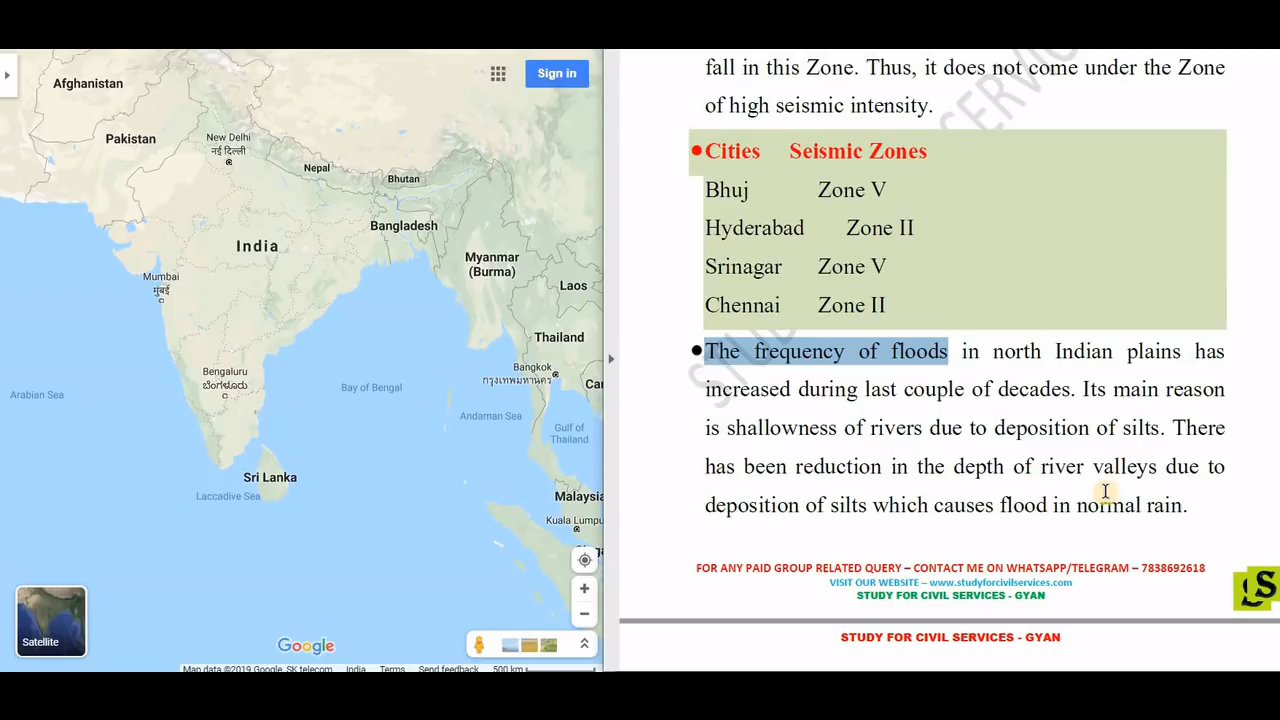 Afghanistan
Pakistan
New Delhi
नई दिल्ली
Nepal
Bhutan
Bangladesh
India
Myanmar
(Burma)
Mumbai
मुंबई
Laos
Thailand
Bangkok
กรุงเทพมหานคร
Bengaluru
ಬೆಂಗಳೂರು
Arabian Sea
Bay of Bengal
Andaman Sea
Gulf of
Thailand
Sri Lanka
Laccadive Sea
Malaysia
Kuala Lumpu
Sign in
Satellite
Google
Map data ©2019 Google, SK telecom India Terms Send feedback 500 km
fall in this Zone. Thus, it does not come under the Zone
of high seismic intensity.
Cities Seismic Zones
Bhuj Zone V
Hyderabad Zone II
Srinagar Zone V
Chennai Zone II
The frequency of floods in north Indian plains has
increased during last couple of decades. Its main reason
is shallowness of rivers due to deposition of silts. There
has been reduction in the depth of river valleys due to
deposition of silts which causes flood in normal rain.
FOR ANY PAID GROUP RELATED QUERY – CONTACT ME ON WHATSAPP/TELEGRAM – 7838692618
VISIT OUR WEBSITE – www.studyforcivilservices.com
STUDY FOR CIVIL SERVICES - GYAN
STUDY FOR CIVIL SERVICES - GYAN